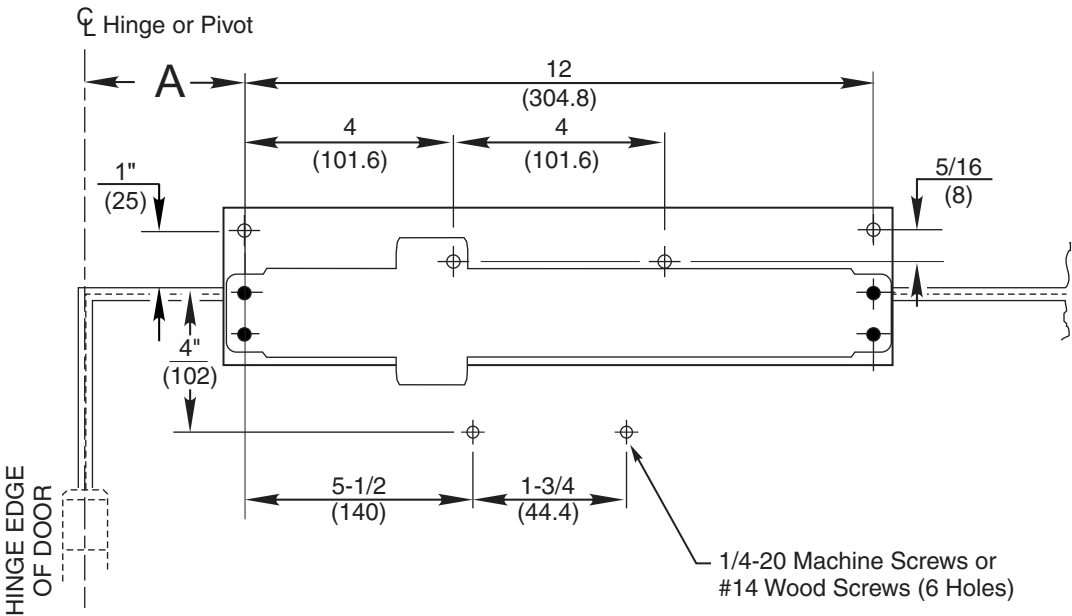 ℄ Hinge or Pivot
A
12
(304.8)
4
(101.6)
4
(101.6)
1"
(25)
5/16
(8)
4"
(102)
5-1/2
(140)
1-3/4
(44.4)
HINGE EDGE
OF DOOR
1/4-20 Machine Screws or
#14 Wood Screws (6 Holes)